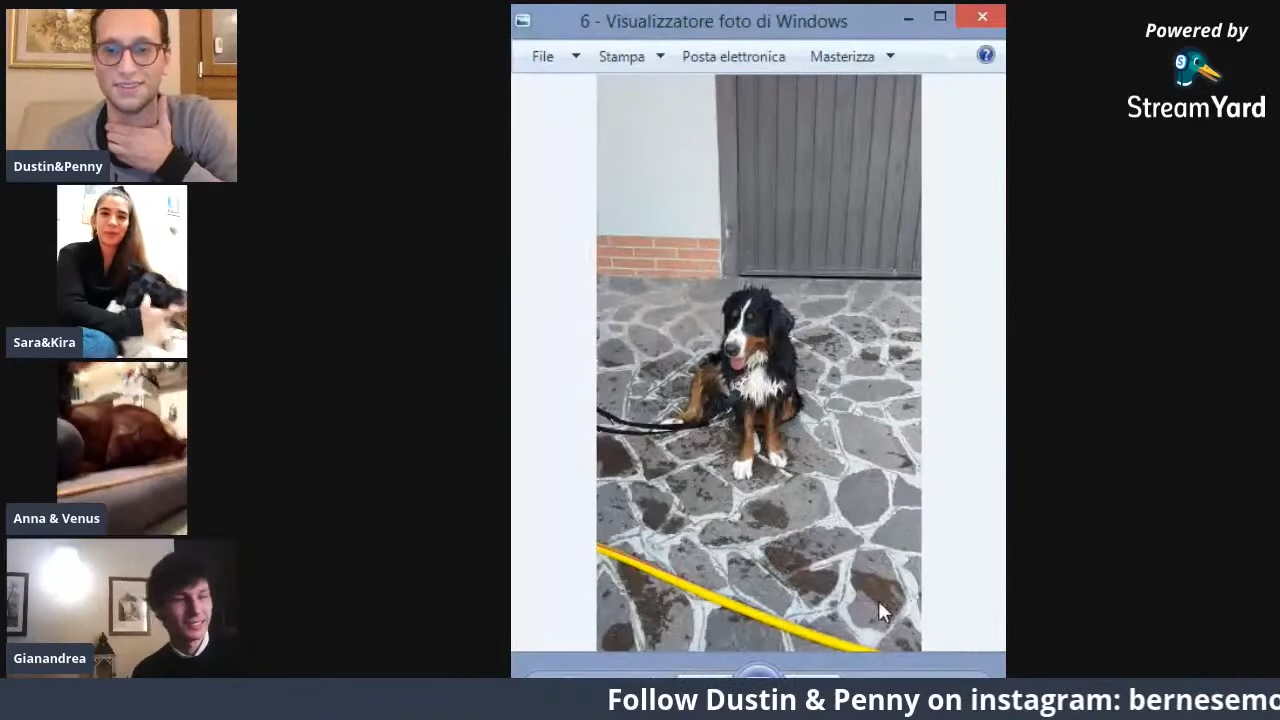 6 - Visualizzatore foto di Windows
File Stampa Posta elettronica Masterizza
Powered by
StreamYard
Dustin&Penny
Sara&Kira
Anna & Venus
Gianandrea
Follow Dustin & Penny on instagram: bernesemo